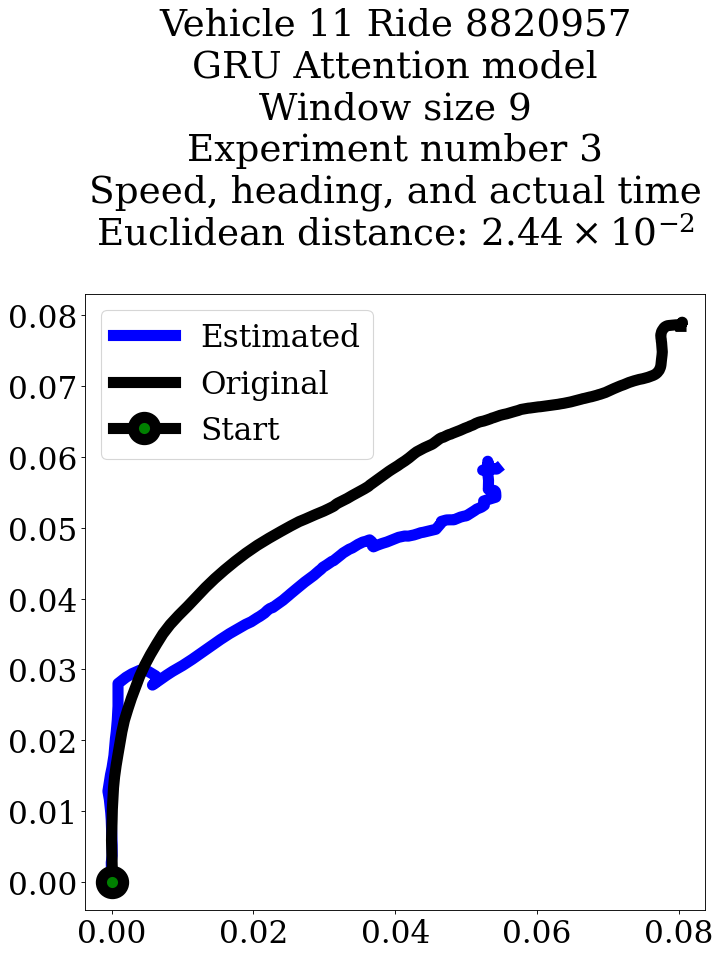 Vehicle 11 Ride 8820957
GRU Attention model
Window size 9
Experiment number 3
Speed, heading, and actual time
Euclidean distance: 2.44 × 10⁻²
Estimated
Original
Start
0.08
0.07
0.06
0.05
0.04
0.03
0.02
0.01
0.00
0.00 0.02 0.04 0.06 0.08